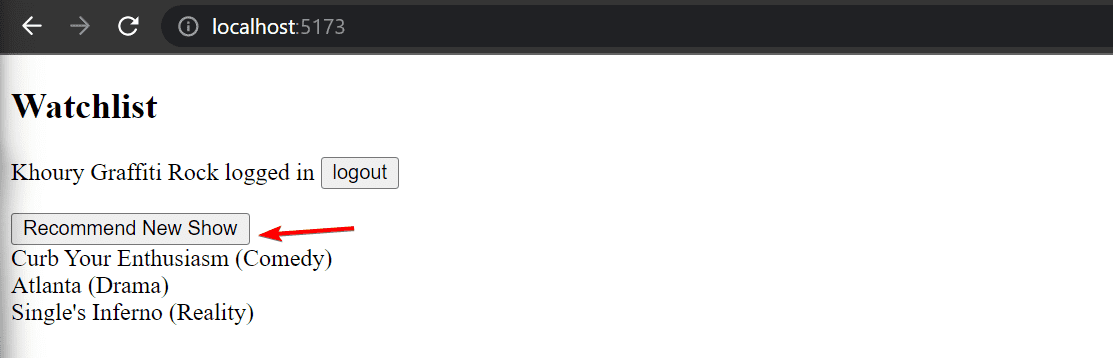 localhost:5173
Watchlist
Khoury Graffiti Rock logged in logout
Recommend New Show
Curb Your Enthusiasm (Comedy)
Atlanta (Drama)
Single's Inferno (Reality)